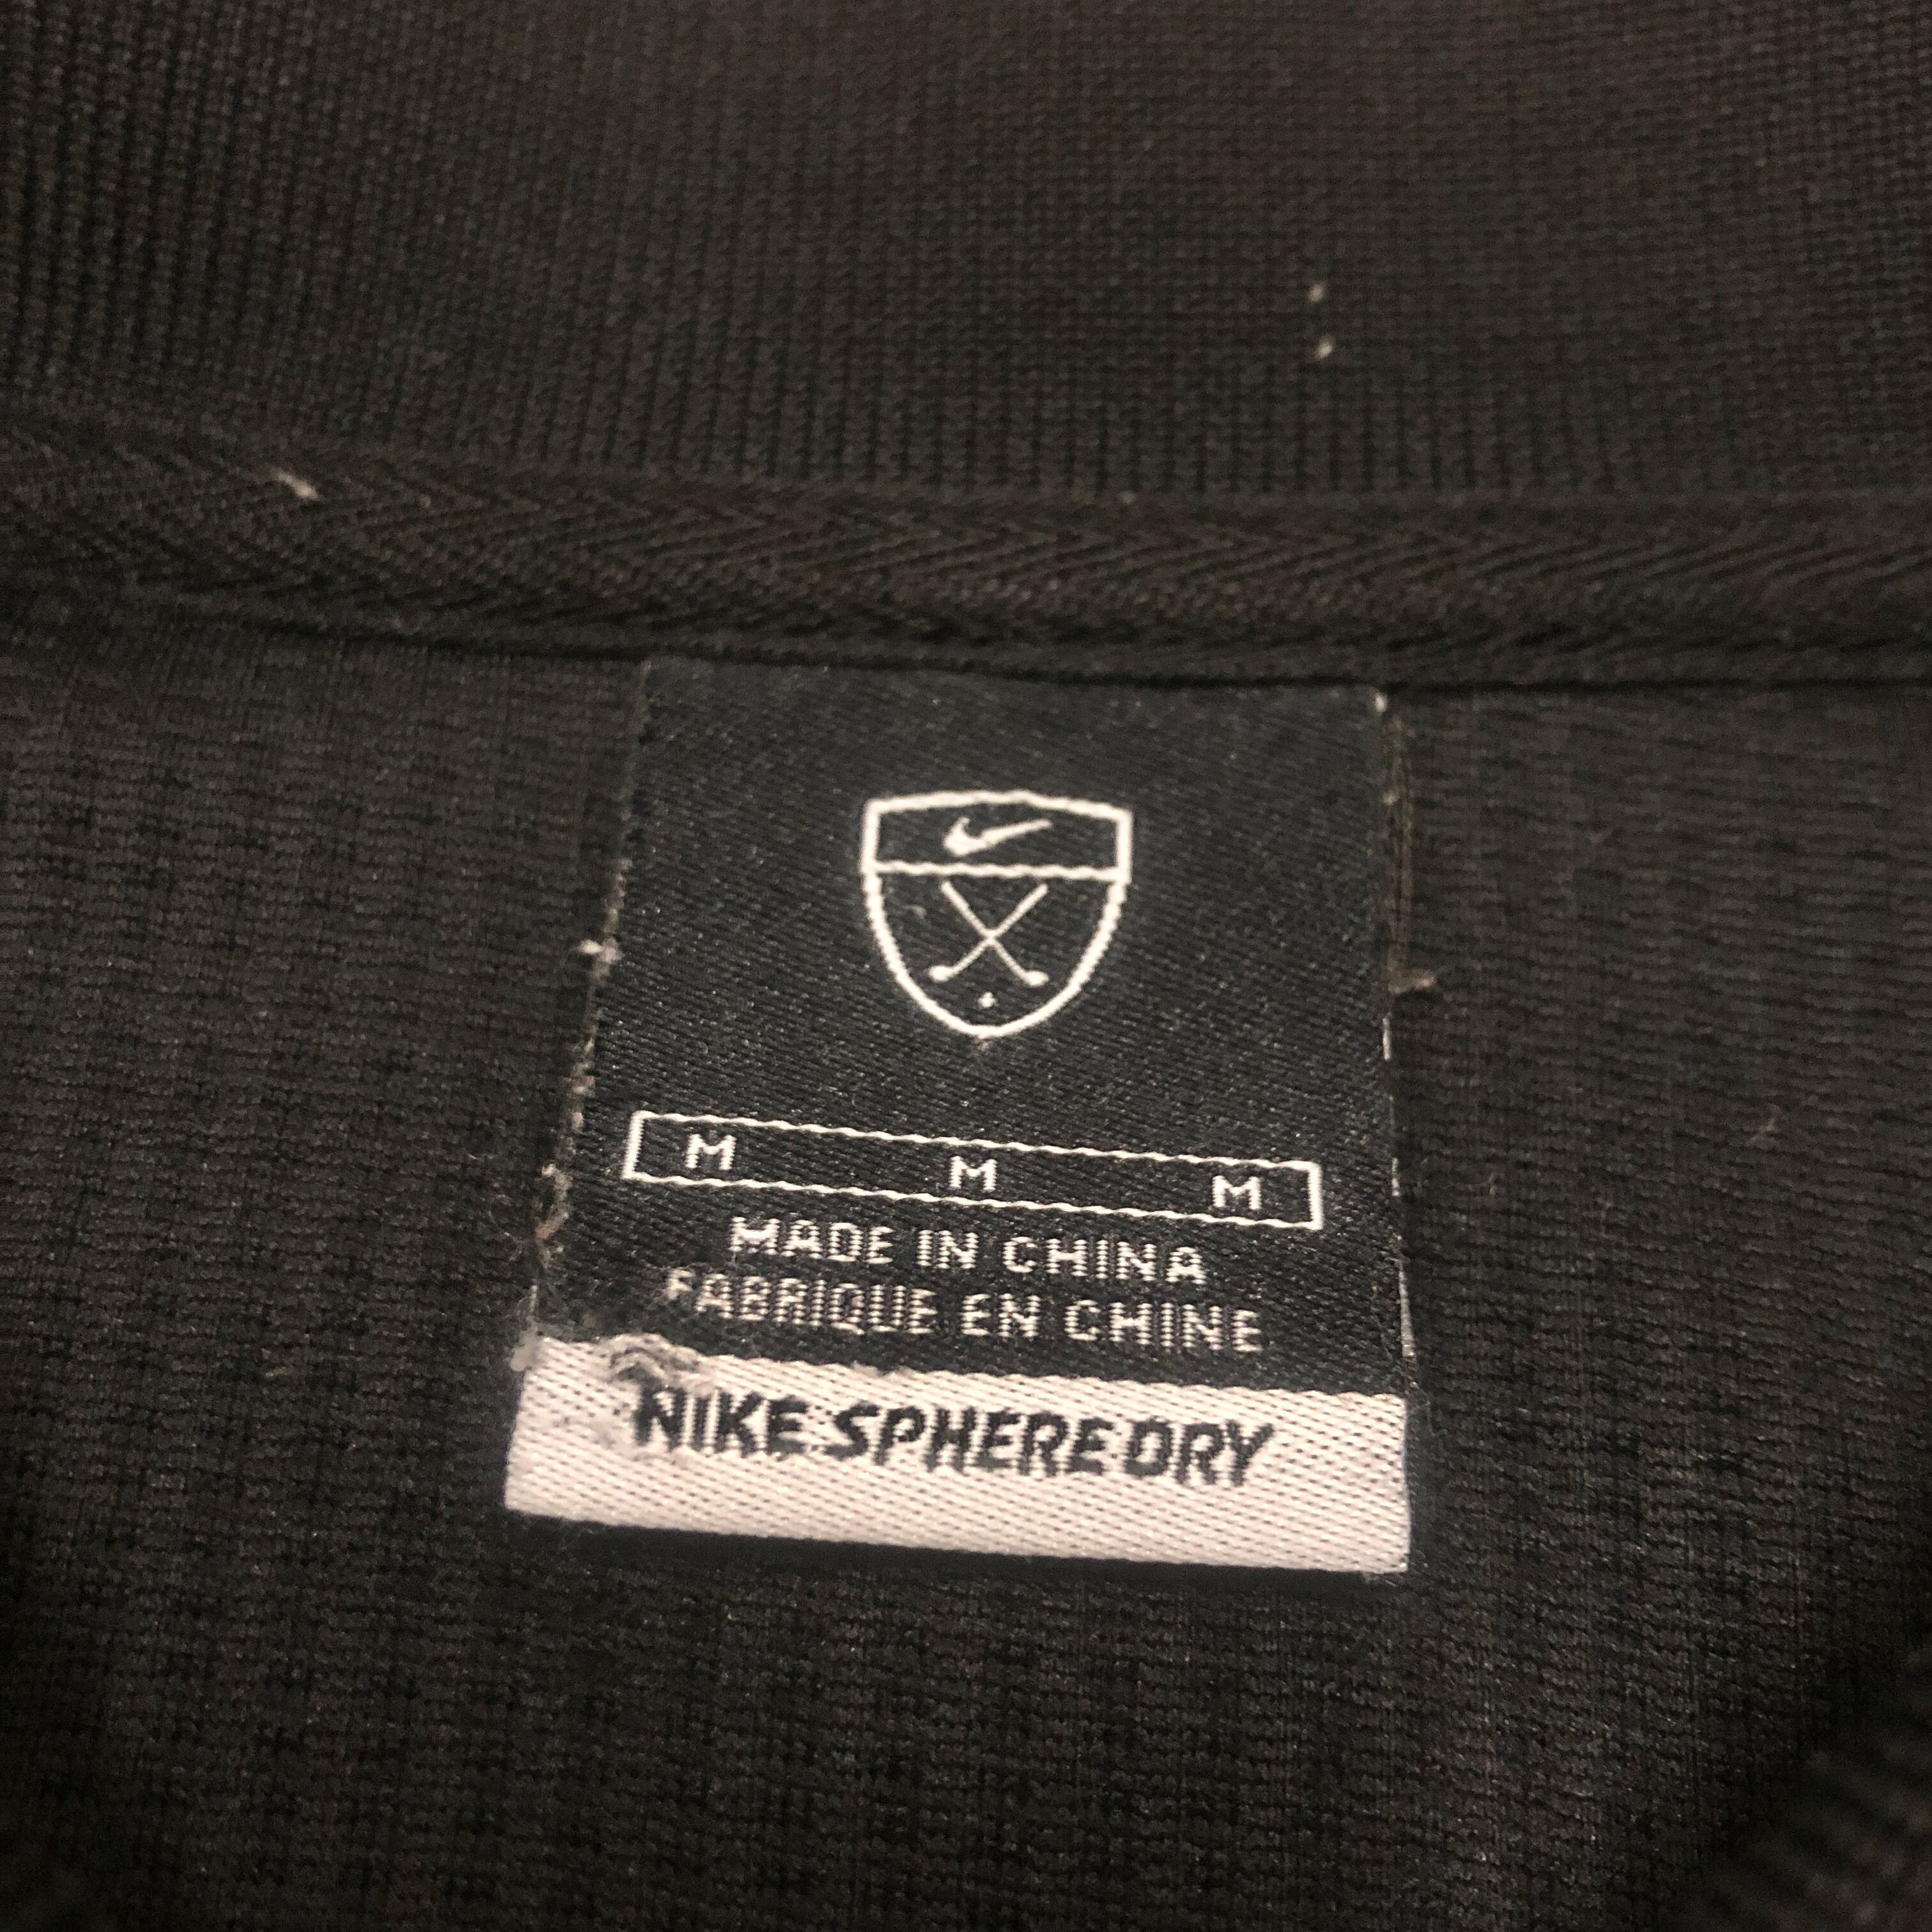 M M M
MADE IN CHINA
FABRIQUE EN CHINE
NIKE SPHERE DRY